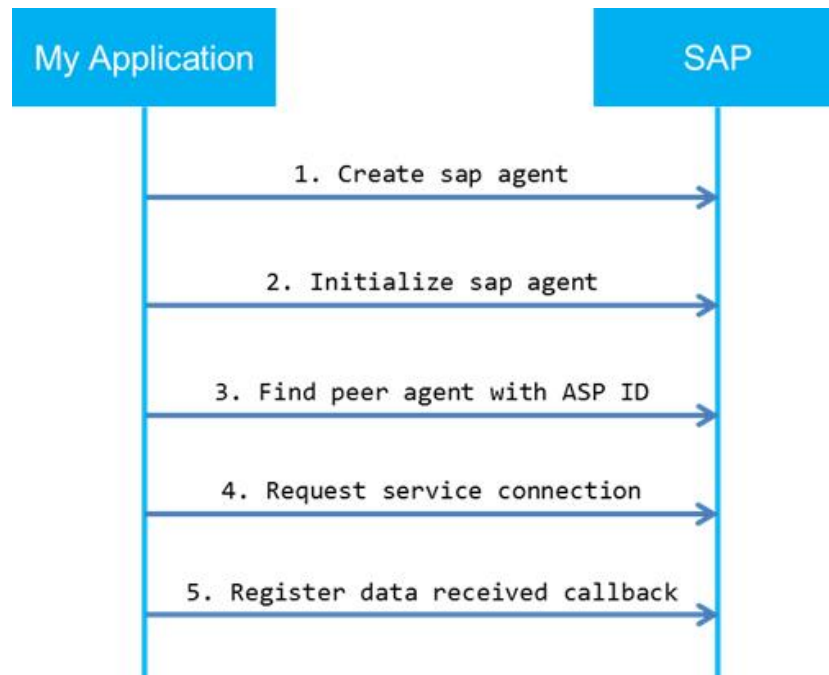 My Application
SAP
1. Create sap agent
2. Initialize sap agent
3. Find peer agent with ASP ID
4. Request service connection
5. Register data received callback